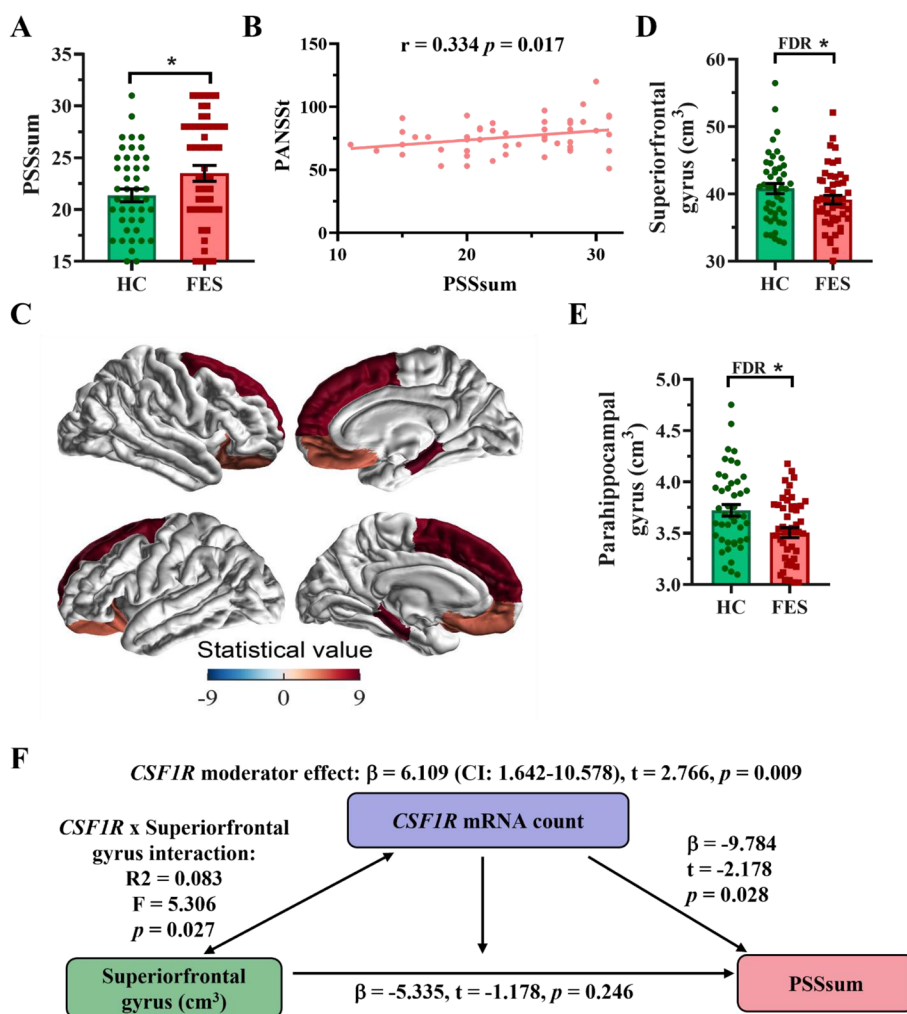 A
PSSsum
35
30
25
20
15
*
HC
FES
B
r = 0.334 p = 0.017
PANSSt
150
100
50
0
10
15
20
25
30
PSSsum
D
Superiorfrontal
gyrus (cm³)
60
50
40
30
FDR *
HC
FES
C
Statistical value
-9
0
9
E
Parahippocampal
gyrus (cm³)
5.0
4.5
4.0
3.5
3.0
FDR *
HC
FES
F
CSF1R moderator effect: β = 6.109 (CI: 1.642-10.578), t = 2.766, p = 0.009
CSF1R x Superiorfrontal
gyrus interaction:
R2 = 0.083
F = 5.306
p = 0.027
CSF1R mRNA count
β = -9.784
t = -2.178
p = 0.028
Superiorfrontal
gyrus (cm³)
β = -5.335, t = -1.178, p = 0.246
PSSsum